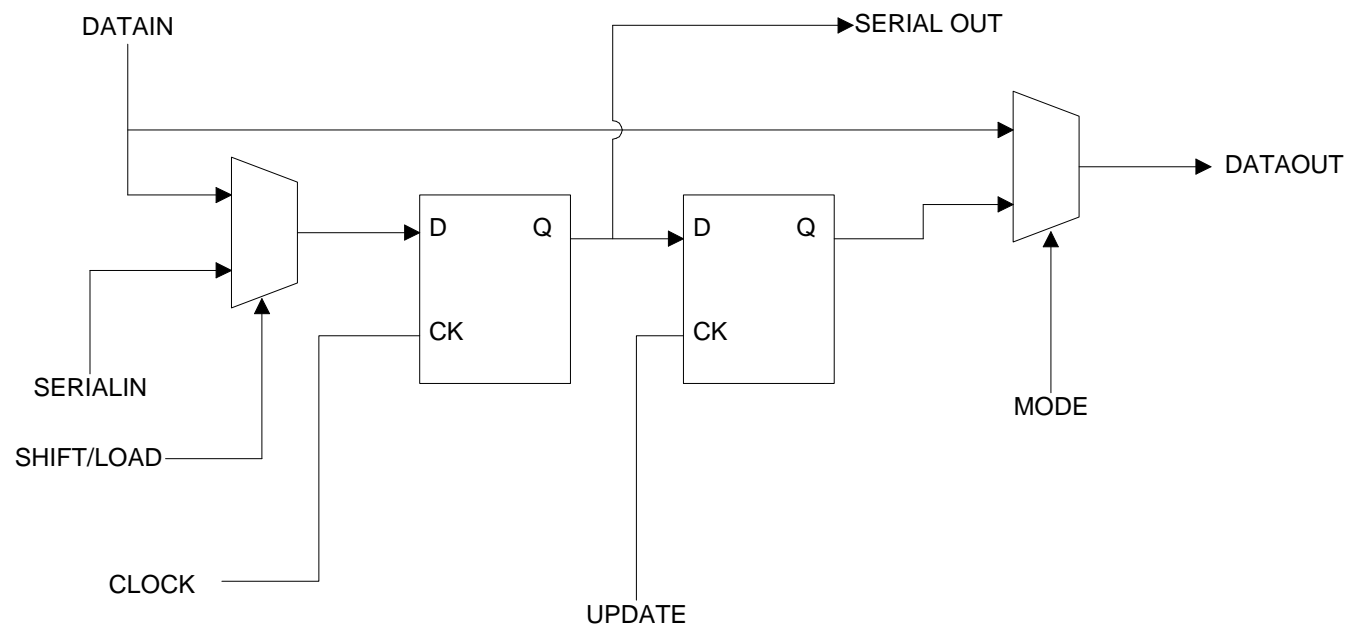 SERIAL OUT
DATAIN
DATAOUT
D Q
D Q
CK
CK
SERIALIN
MODE
SHIFT/LOAD
CLOCK
UPDATE